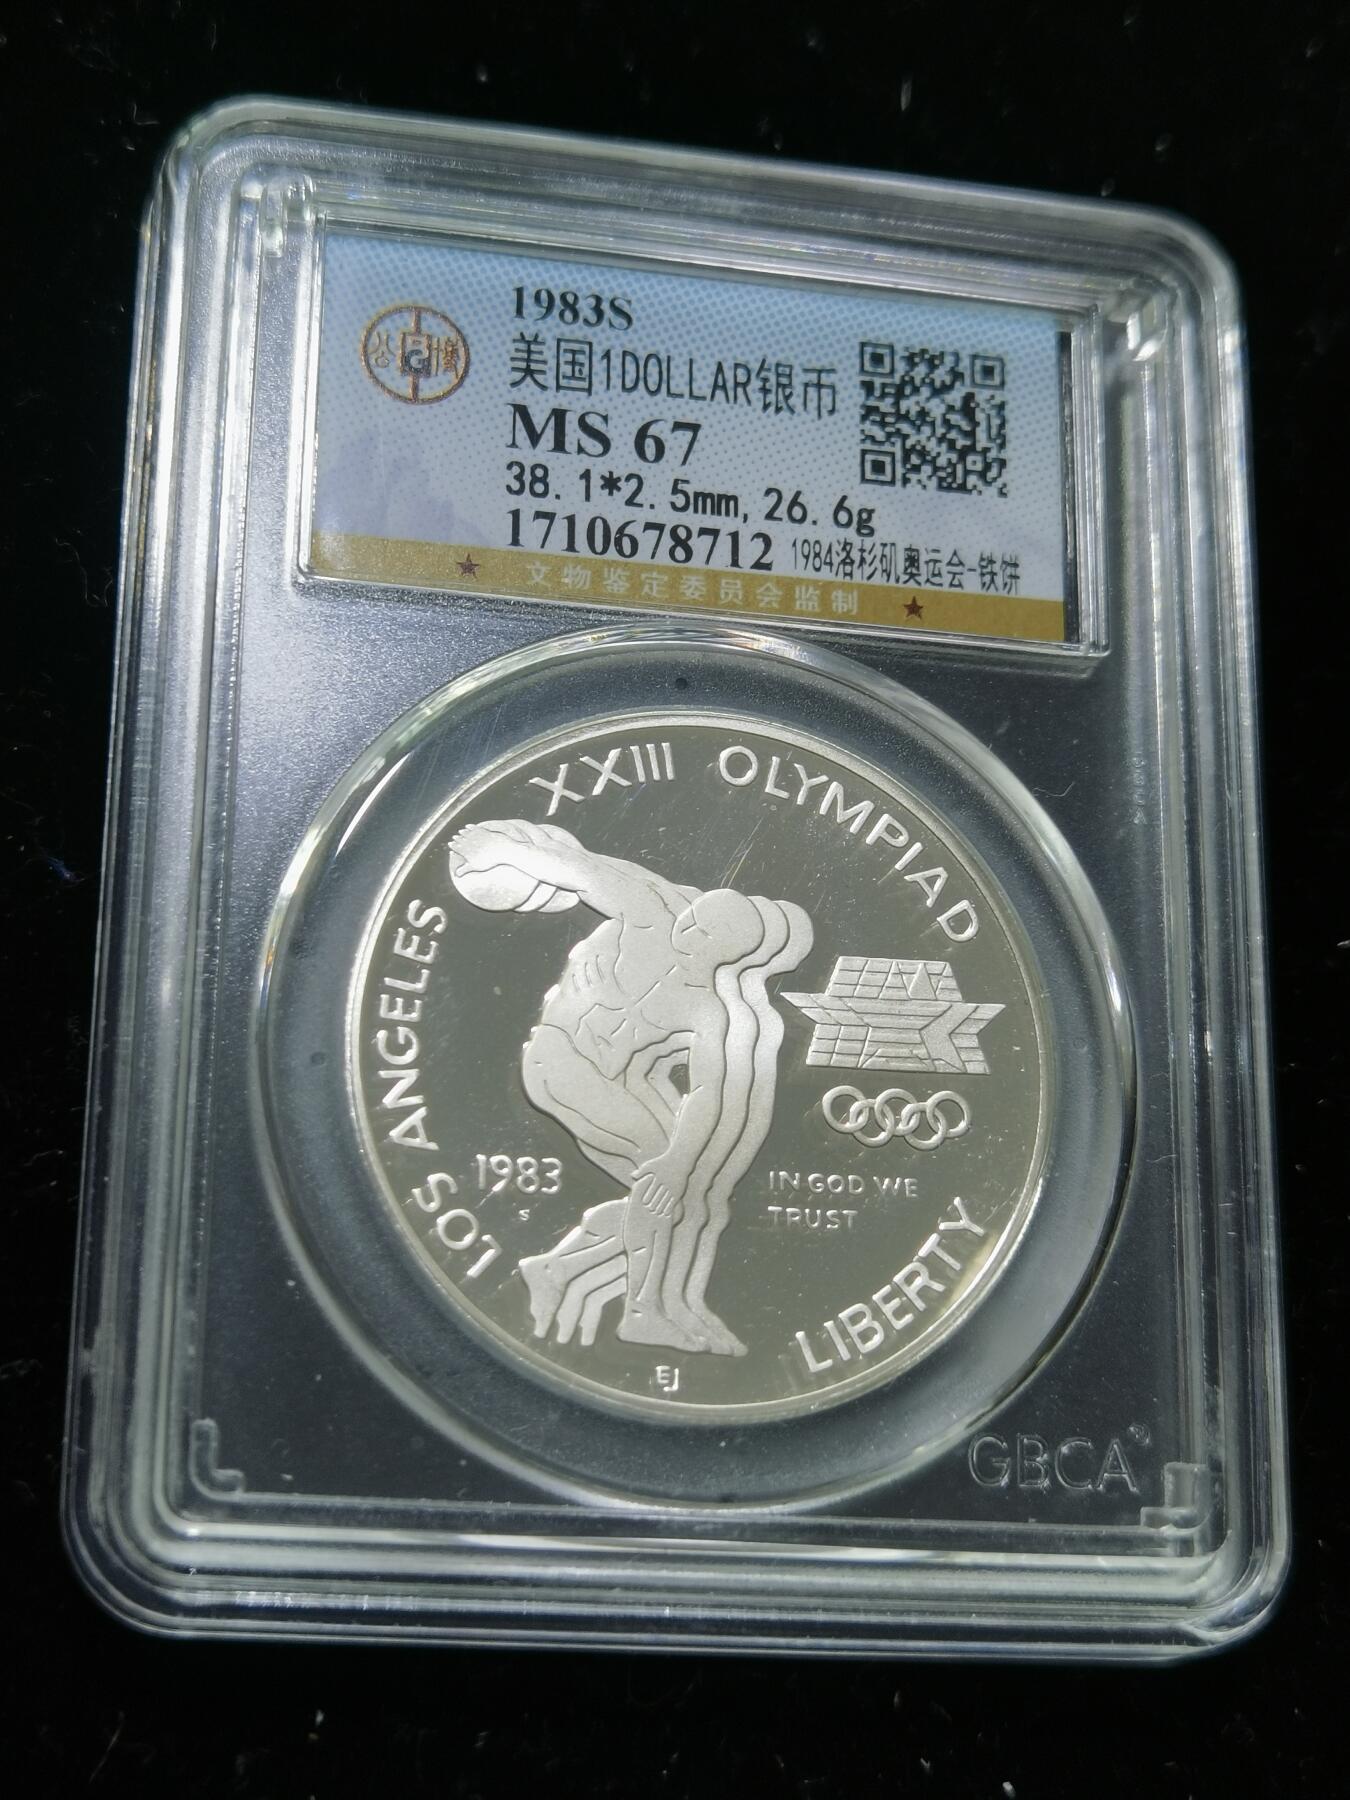 1983S
公 博
美国1DOLLAR银币
MS 67
38.1*2.5mm,26.6g
1710678712 1984洛杉矶奥运会-铁饼
★ 文物鉴定委员会监制 ★
XXIII OLYMPIAD
LOS ANGELES
1983
S
IN GOD WE
TRUST
LIBERTY
EJ
GBCA®